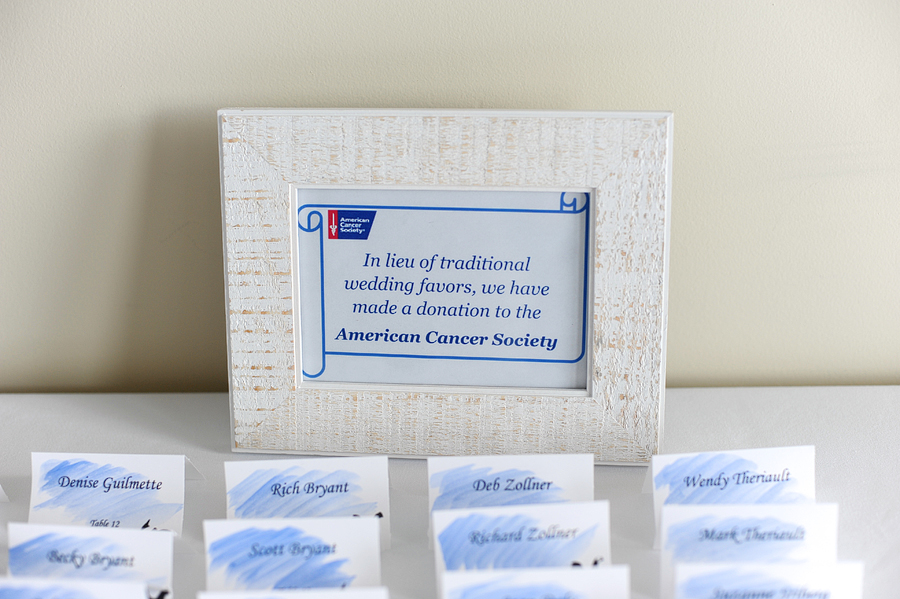 American
Cancer
Society®
In lieu of traditional
wedding favors, we have
made a donation to the
American Cancer Society
Denise Guilmette
Table 12
Rich Bryant
Deb Zollner
Wendy Theriault
Becky Bryant
Scott Bryant
Richard Zollner
Mark Theriault